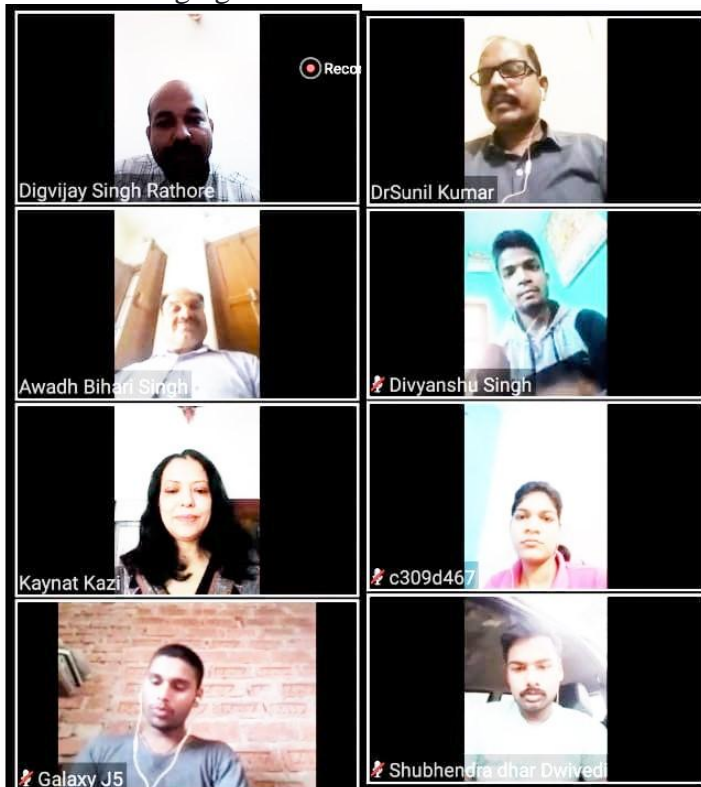 Reco
Digvijay Singh Rathore
DrSunil Kumar
Awadh Bihari Singh
Divyanshu Singh
Kaynat Kazi
c309d467
Galaxy J5
Shubhendra dhar Dwivedi